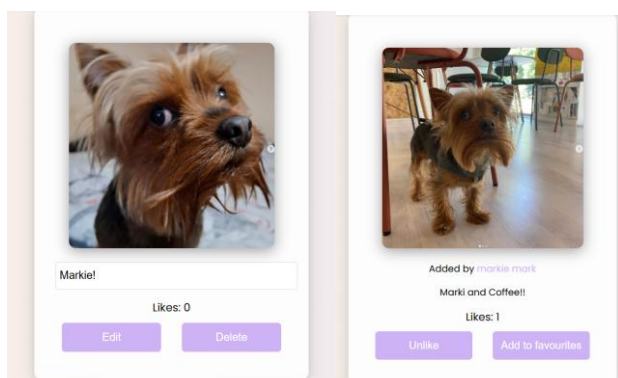 Markie!
Likes: 0
Edit Delete
Added by markie mark
Marki and Coffee!!
Likes: 1
Unlike Add to favourites